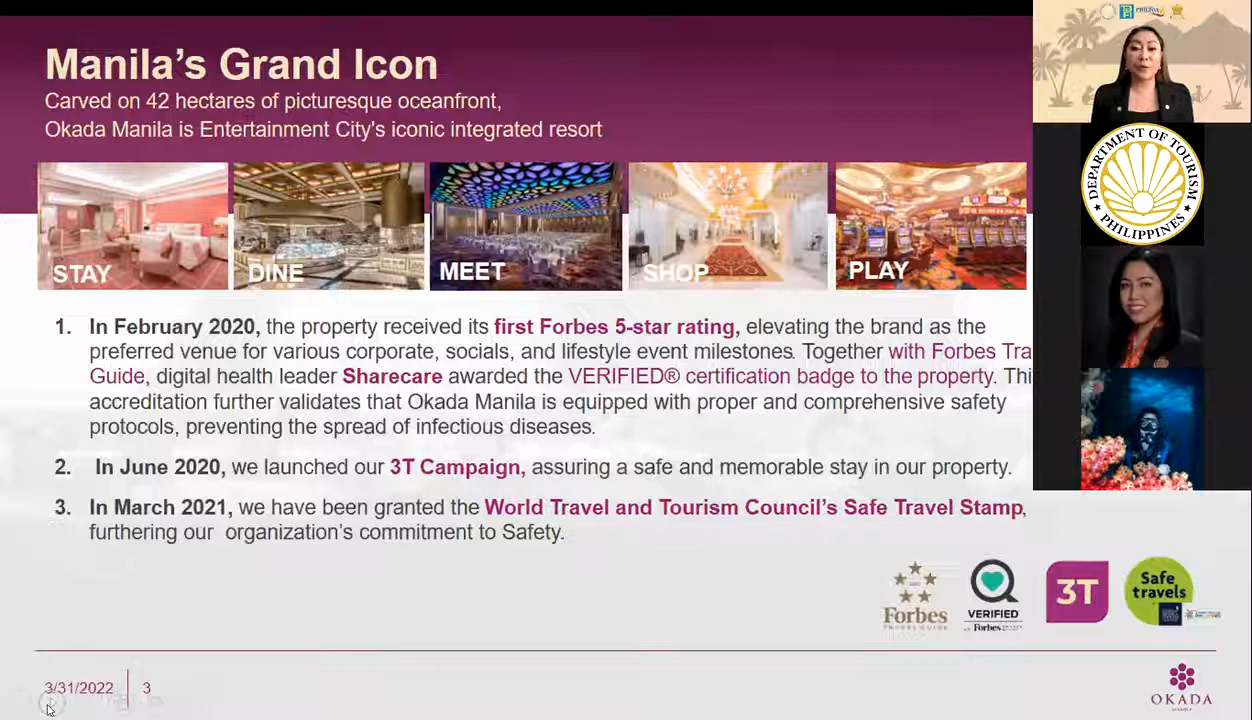 Manila's Grand Icon
Carved on 42 hectares of picturesque oceanfront,
Okada Manila is Entertainment City's iconic integrated resort
STAY
DINE
MEET
SHOP
PLAY
1. In February 2020, the property received its first Forbes 5-star rating, elevating the brand as the
preferred venue for various corporate, socials, and lifestyle event milestones. Together with Forbes Tra
Guide, digital health leader Sharecare awarded the VERIFIED® certification badge to the property. Thi
accreditation further validates that Okada Manila is equipped with proper and comprehensive safety
protocols, preventing the spread of infectious diseases.
2. In June 2020, we launched our 3T Campaign, assuring a safe and memorable stay in our property.
3. In March 2021, we have been granted the World Travel and Tourism Council's Safe Travel Stamp,
furthering our organization's commitment to Safety.
Forbes
TRAVEL GUIDE
VERIFIED
Forbes
3T
Safe
travels
3/31/2022
3
OKADA
DEPARTMENT OF TOURISM
PHILIPPINES